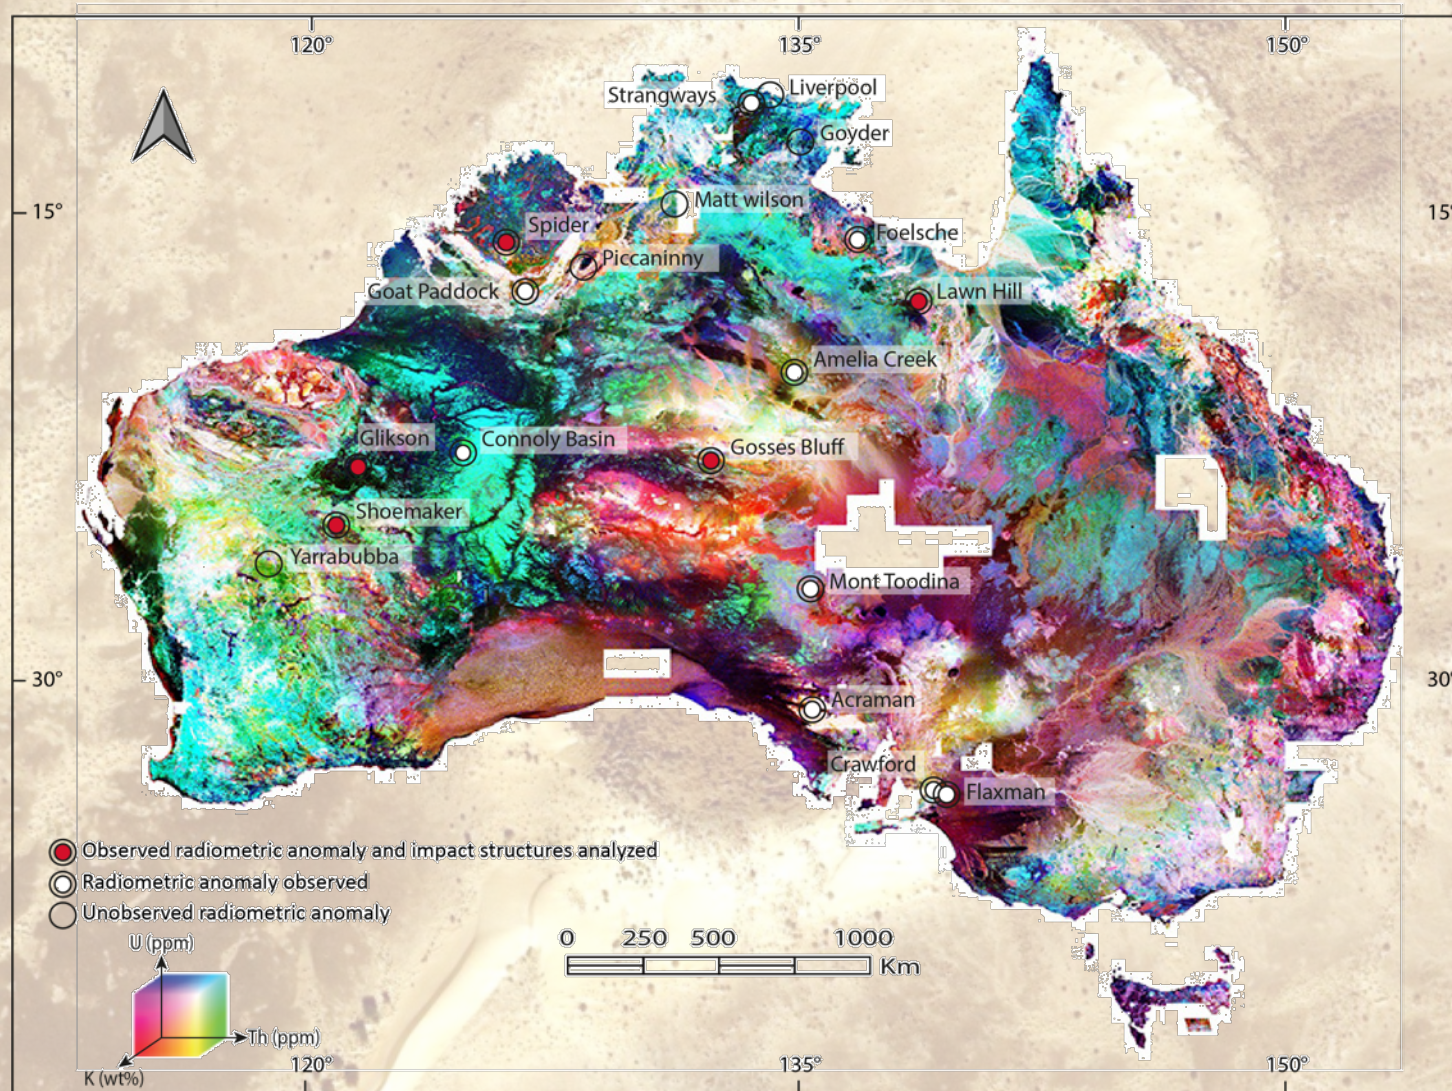 120°
135°
150°
Strangways
Liverpool
Goyder
Matt wilson
15°
15°
Spider
Foelsche
Piccaninny
Goat Paddock
Lawn Hill
Amelia Creek
Glikson
Connoly Basin
Gosses Bluff
Shoemaker
Yarrabubba
Mont Toodina
30°
30°
Acraman
Crawford
Flaxman
Observed radiometric anomaly and impact structures analyzed
Radiometric anomaly observed
Unobserved radiometric anomaly
U (ppm)
Th (ppm)
K (wt%)
0 250 500 1000
Km
120°
135°
150°